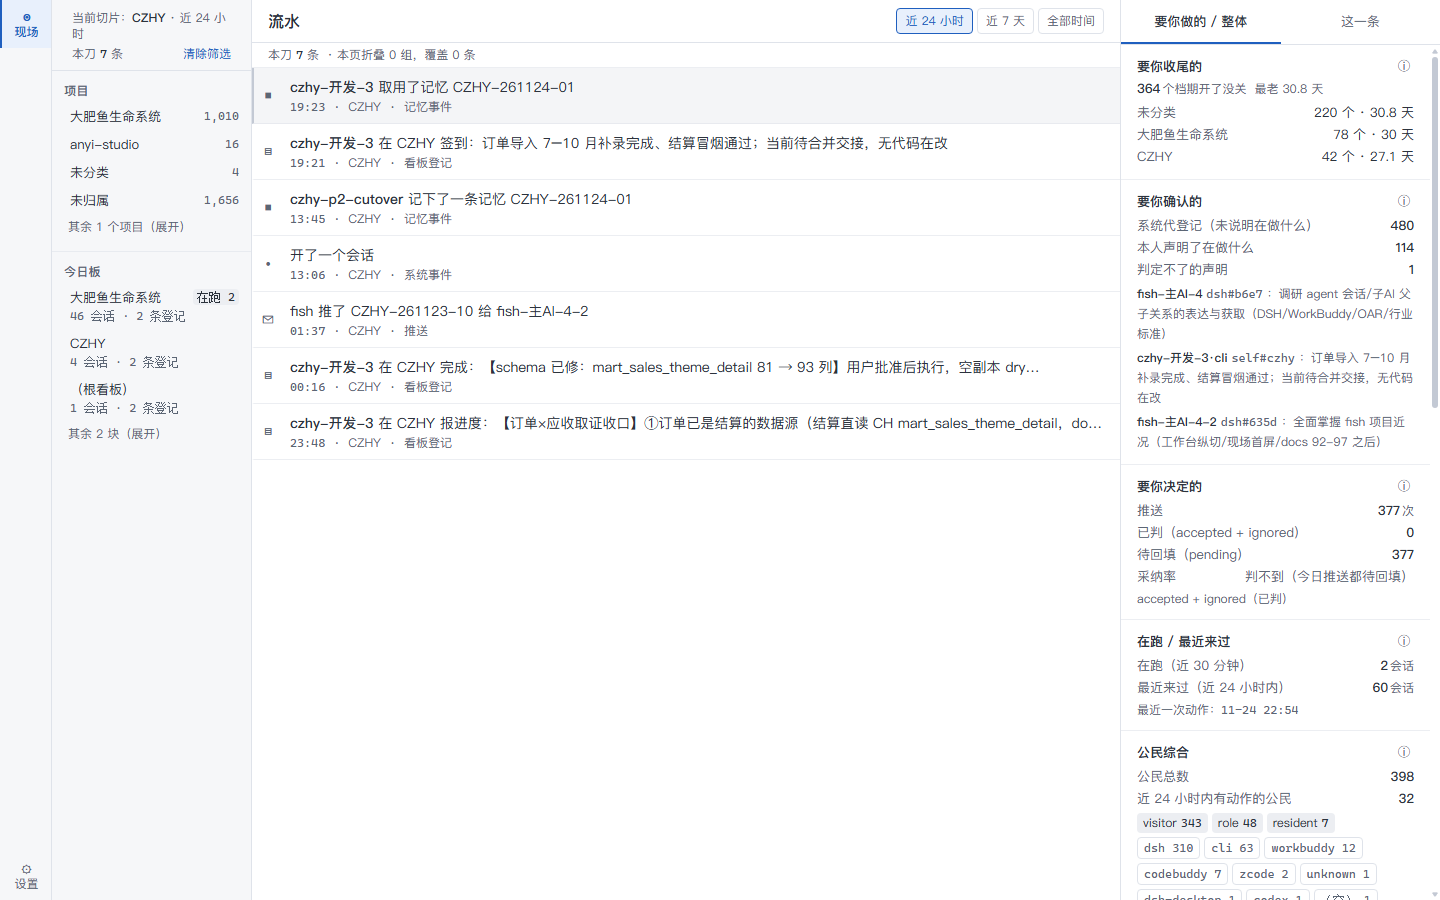 现场
当前切片：CZHY · 近 24 小
时
本刀 7 条
清除筛选
项目
大肥鱼生命系统 1,010
anyi-studio 16
未分类 4
未归属 1,656
其余 1 个项目（展开）
今日板
大肥鱼生命系统 在跑 2
46 会话 · 2 条登记
CZHY
4 会话 · 2 条登记
（根看板）
1 会话 · 2 条登记
其余 2 块（展开）
设置
流水
近 24 小时 近 7 天 全部时间
本刀 7 条 · 本页折叠 0 组，覆盖 0 条
czhy-开发-3 取用了记忆 CZHY-261124-01
19:23 · CZHY · 记忆事件
czhy-开发-3 在 CZHY 签到：订单导入 7–10 月补录完成、结算冒烟通过；当前待合并交接，无代码在改
19:21 · CZHY · 看板登记
czhy-p2-cutover 记下了一条记忆 CZHY-261124-01
13:45 · CZHY · 记忆事件
开了一个会话
13:06 · CZHY · 系统事件
fish 推了 CZHY-261123-10 给 fish-主AI-4-2
01:37 · CZHY · 推送
czhy-开发-3 在 CZHY 完成：【schema 已修：mart_sales_theme_detail 81 → 93 列】用户批准后执行，空副本 dry…
00:16 · CZHY · 看板登记
czhy-开发-3 在 CZHY 报进度：【订单×应收取证收口】①订单已是结算的数据源（结算直读 CH mart_sales_theme_detail，do…
23:48 · CZHY · 看板登记
要你做的 / 整体 这一条
要你收尾的 ⓘ
364个档期开了没关 最老 30.8 天
未分类 220 个 · 30.8 天
大肥鱼生命系统 78 个 · 30 天
CZHY 42 个 · 27.1 天
要你确认的 ⓘ
系统代登记（未说明在做什么） 480
本人声明了在做什么 114
判定不了的声明 1
fish-主AI-4 dsh#b6e7：调研 agent 会话/子AI 父
子关系的表达与获取（DSH/WorkBuddy/OAR/行业
标准）
czhy-开发-3·cli self#czhy：订单导入 7–10 月
补录完成、结算冒烟通过；当前待合并交接，无代码
在改
fish-主AI-4-2 dsh#635d：全面掌握 fish 项目近
况（工作台纵切/现场首屏/docs 92-97 之后）
要你决定的 ⓘ
推送 377次
已判（accepted + ignored） 0
待回填（pending） 377
采纳率 判不到（今日推送都待回填）
accepted + ignored（已判）
在跑 / 最近来过 ⓘ
在跑（近 30 分钟） 2会话
最近来过（近 24 小时内） 60会话
最近一次动作：11-24 22:54
公民综合 ⓘ
公民总数 398
近 24 小时内有动作的公民 32
visitor 343 role 48 resident 7
dsh 310 cli 63 workbuddy 12
codebuddy 7 zcode 2 unknown 1
dsh-desktop 1 codex 1 （空） 1